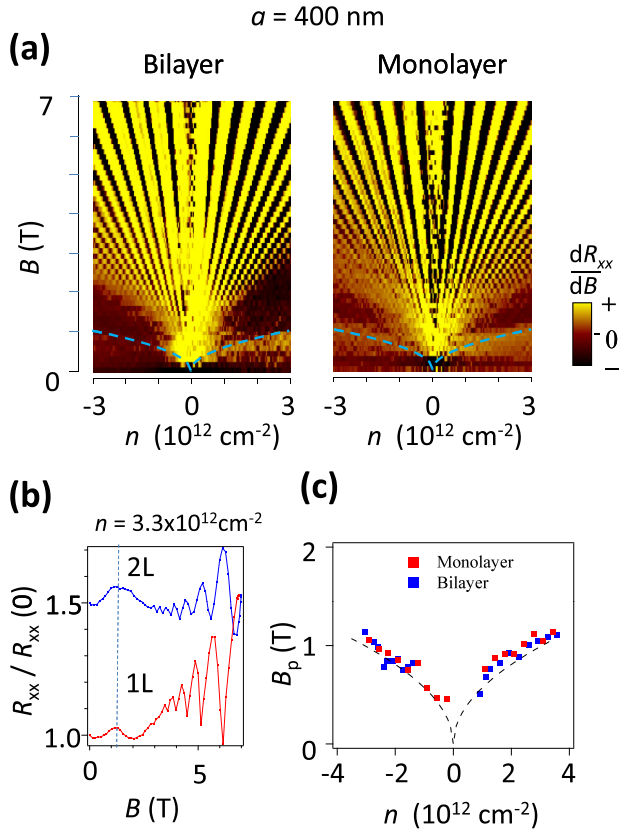 a = 400 nm
(a)
Bilayer
Monolayer
7
0
B (T)
-3 0 3
n (10¹² cm⁻²)
-3 0 3
n (10¹² cm⁻²)
dRxx
dB
+
- 0
−
(b)
n = 3.3x10¹²cm⁻²
2L
1L
1.5
1.0
Rxx / Rxx (0)
0 5
B (T)
(c)
Monolayer
Bilayer
2
1
0
Bp (T)
-4 -2 0 2 4
n (10¹² cm⁻²)